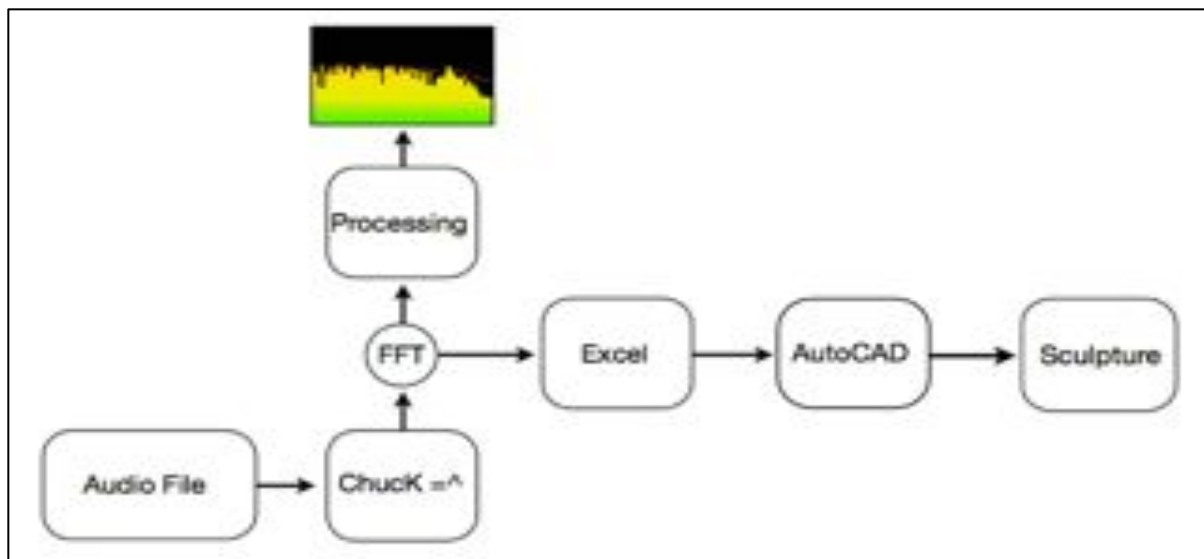 Processing
FFT
Excel
AutoCAD
Sculpture
Audio File
ChucK =^